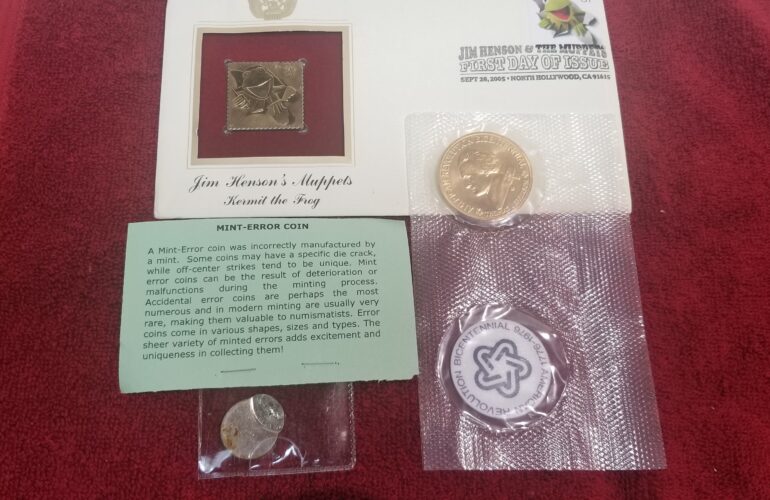 JIM HENSON & THE MUPPETS
FIRST DAY OF ISSUE
SEPT 28, 2005 • NORTH HOLLYWOOD, CA 91615
Jim Henson's Muppets
Kermit the Frog
MINT-ERROR COIN
A Mint-Error coin was incorrectly manufactured by
a mint. Some coins may have a specific die crack,
while off-center strikes tend to be unique. Mint
error coins can be the result of deterioration or
malfunctions during the minting process.
Accidental error coins are perhaps the most
numerous and in modern minting are usually very
rare, making them valuable to numismatists. Error
coins come in various shapes, sizes and types. The
sheer variety of minted errors adds excitement and
uniqueness in collecting them!
AMERICAN REVOLUTION BICENTENNIAL 1776-1976